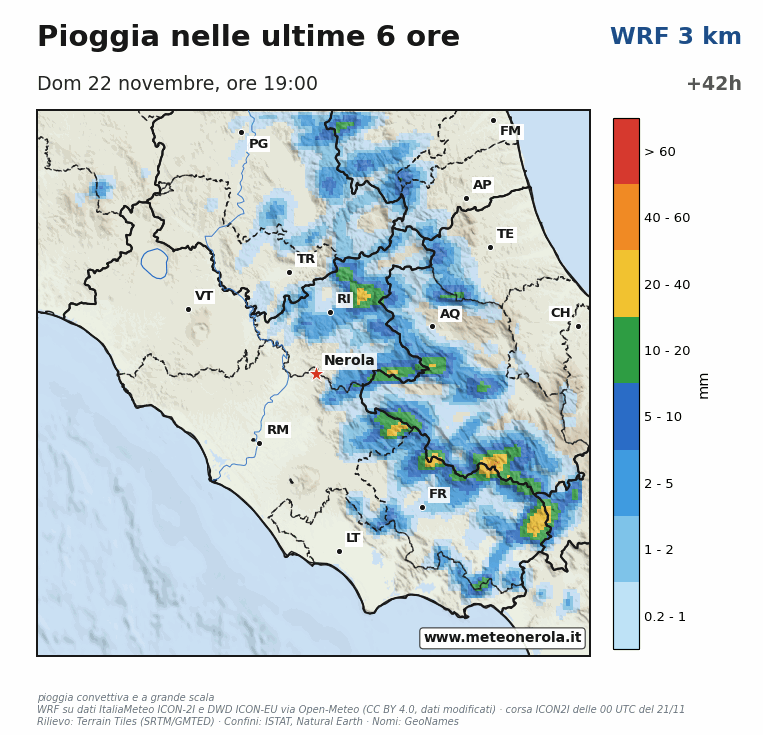 Pioggia nelle ultime 6 ore
WRF 3 km
Dom 22 novembre, ore 19:00
+42h
FM
PG
AP
TE
TR
VT
RI
AQ
CH
Nerola
RM
FR
LT
www.meteonerola.it
> 60
40 - 60
20 - 40
10 - 20
5 - 10
2 - 5
1 - 2
0.2 - 1
mm
pioggia convettiva e a grande scala
WRF su dati ItaliaMeteo ICON-2I e DWD ICON-EU via Open-Meteo (CC BY 4.0, dati modificati) · corsa ICON2I delle 00 UTC del 21/11
Rilievo: Terrain Tiles (SRTM/GMTED) · Confini: ISTAT, Natural Earth · Nomi: GeoNames